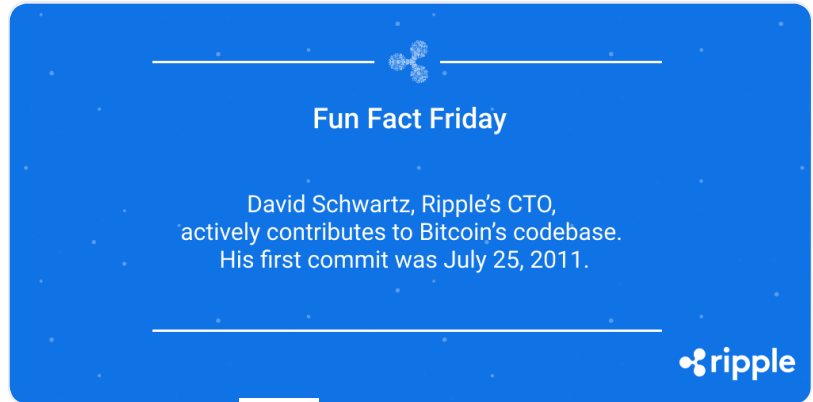 Fun Fact Friday
David Schwartz, Ripple’s CTO,
actively contributes to Bitcoin’s codebase.
His first commit was July 25, 2011.
ripple